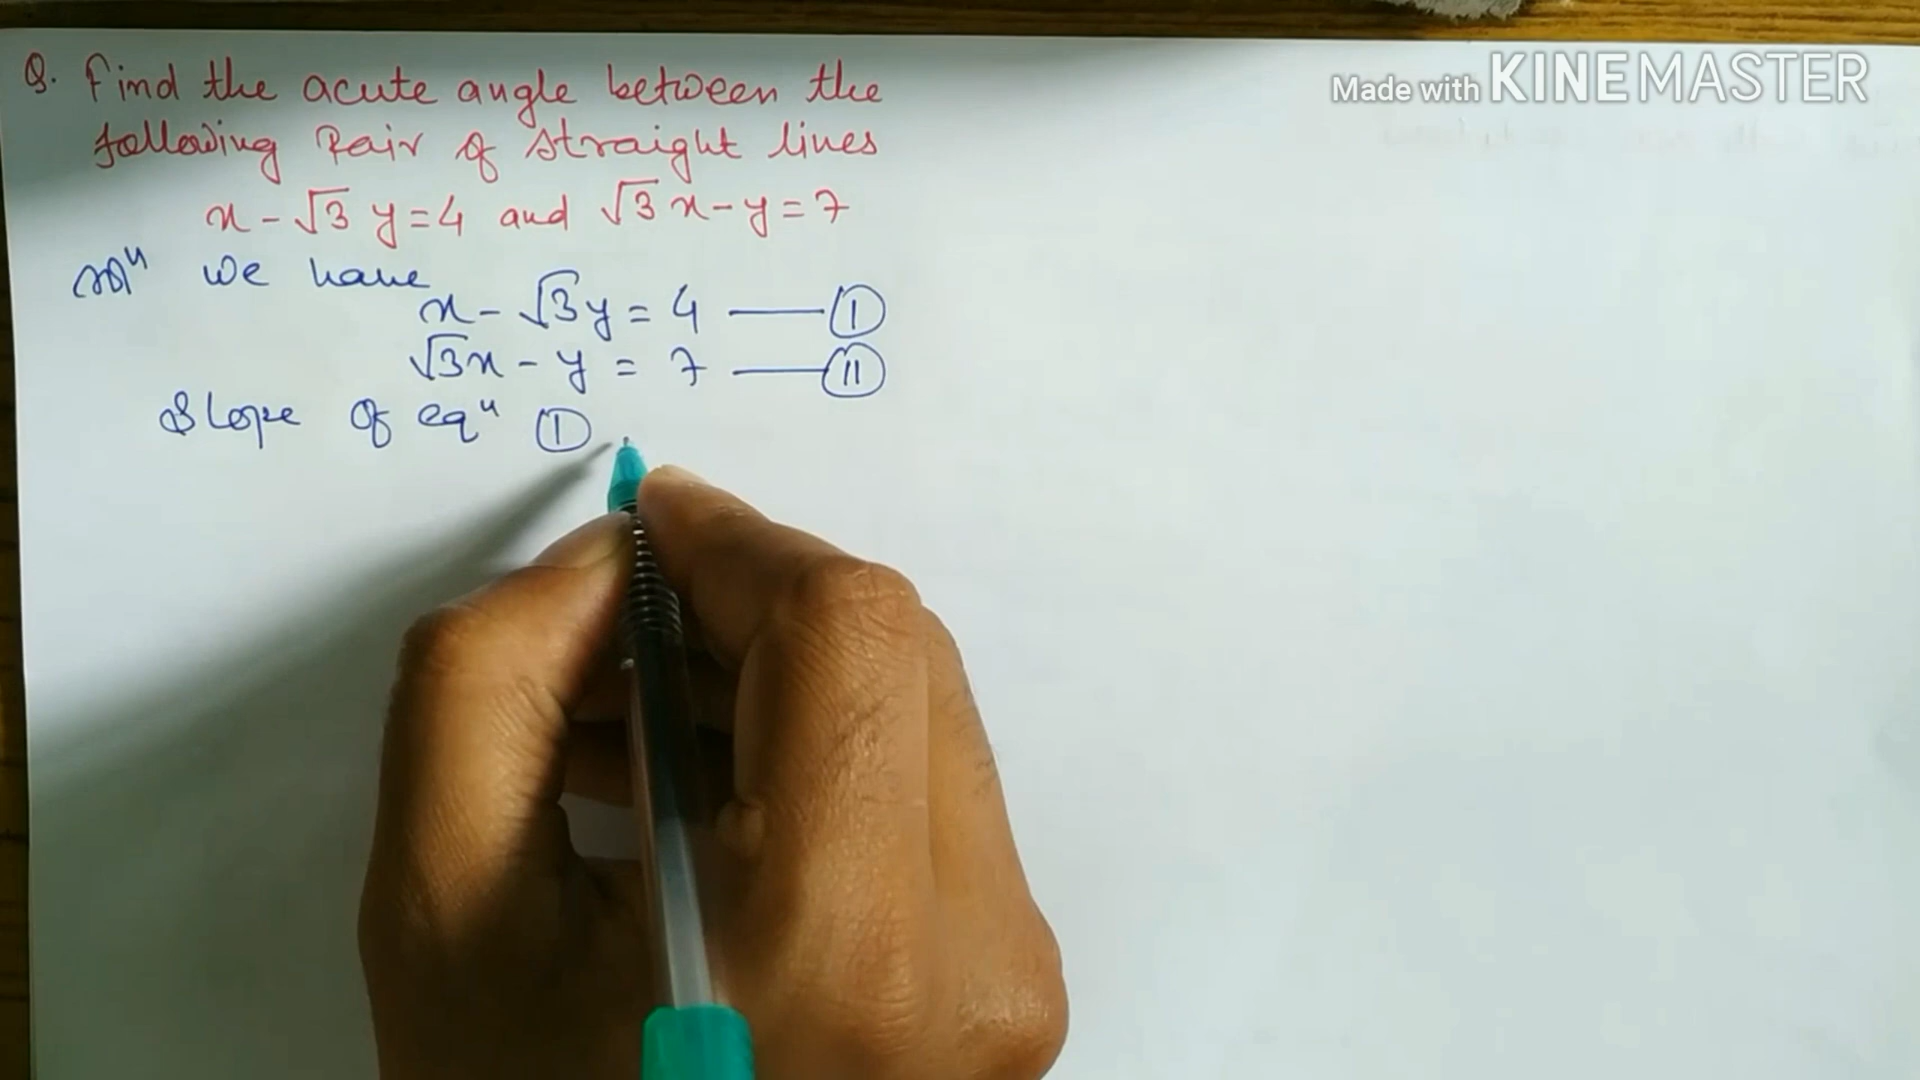 Q. Find the acute angle between the
following Pair of straight lines
x - √3 y = 4 and √3 x - y = 7
Solⁿ we have
x - √3y = 4 —— (I)
√3x - y = 7 —— (II)
Slope of eqⁿ (I)
Made with KINEMASTER